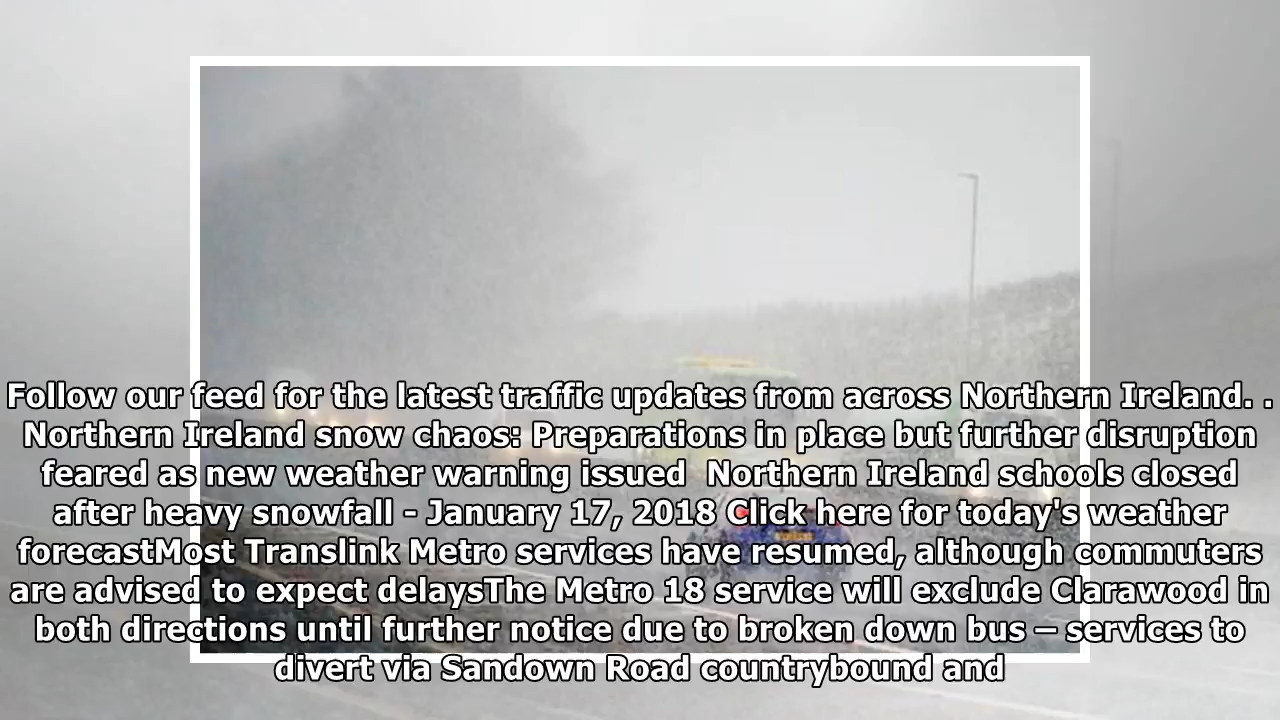 Follow our feed for the latest traffic updates from across Northern Ireland. .
Northern Ireland snow chaos: Preparations in place but further disruption
feared as new weather warning issued  Northern Ireland schools closed
after heavy snowfall - January 17, 2018 Click here for today's weather
forecastMost Translink Metro services have resumed, although commuters
are advised to expect delaysThe Metro 18 service will exclude Clarawood in
both directions until further notice due to broken down bus – services to
divert via Sandown Road countrybound and